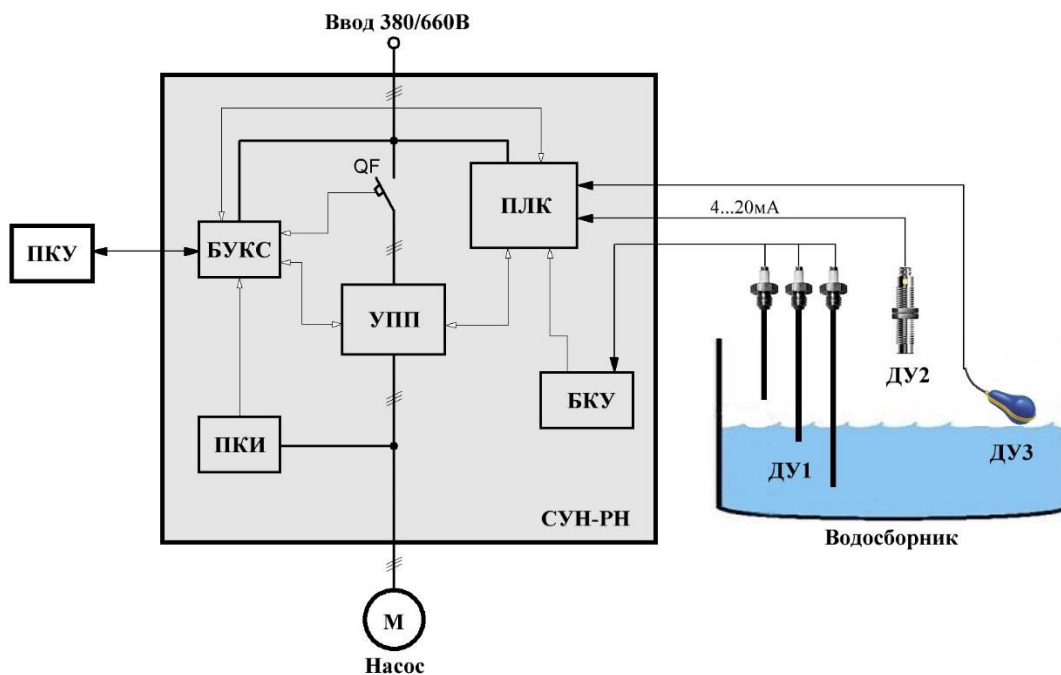 Ввод 380/660В
QF
ПЛК
4...20мА
ПКУ
БУКС
УПП
ДУ2
БКУ
ПКИ
ДУ1
ДУ3
СУН-РН
Водосборник
М
Насос